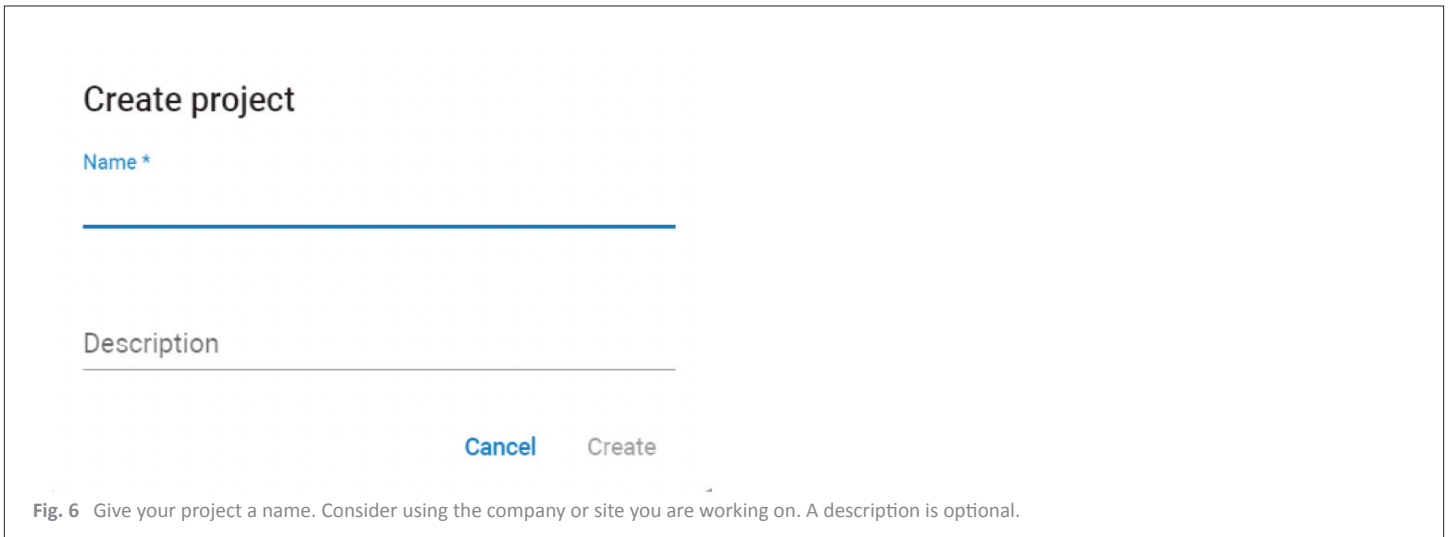 Create project
Name *
Description
Cancel Create
Fig. 6 Give your project a name. Consider using the company or site you are working on. A description is optional.